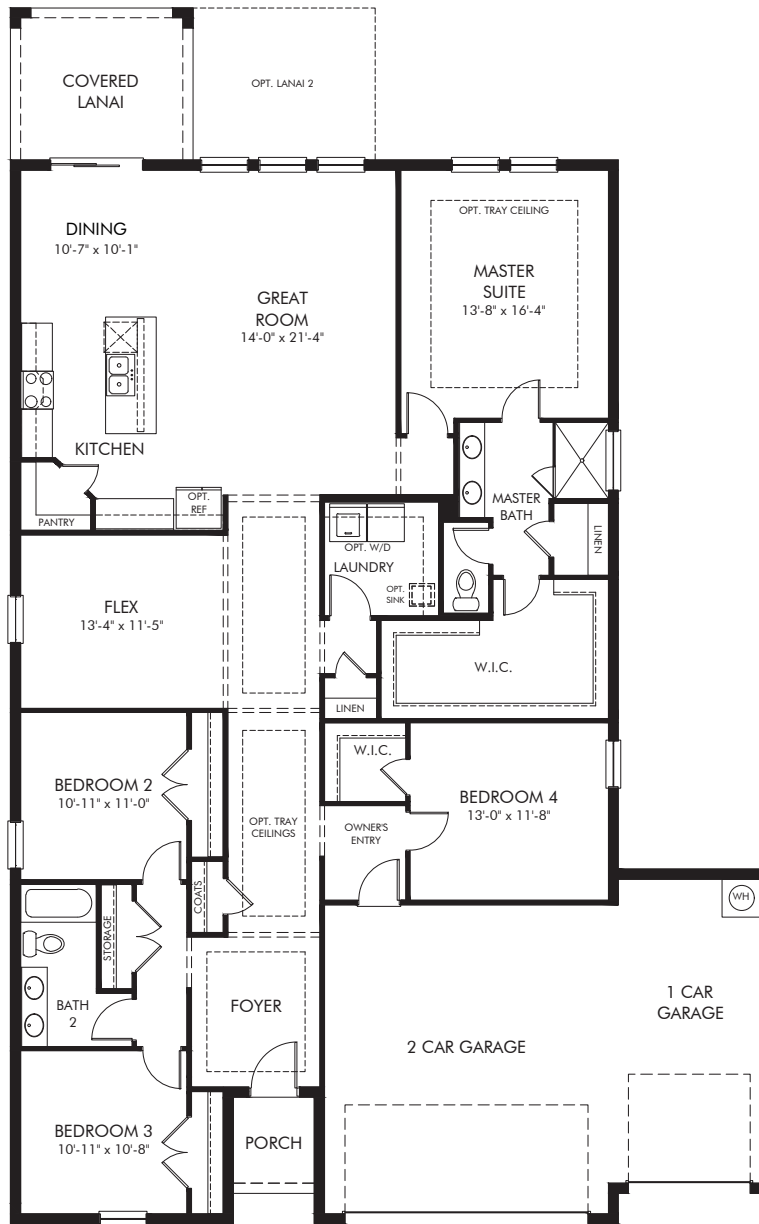 COVERED
LANAI
OPT. LANAI 2
DINING
10'-7" x 10'-1"
GREAT
ROOM
14'-0" x 21'-4"
OPT. TRAY CEILING
MASTER
SUITE
13'-8" x 16'-4"
KITCHEN
PANTRY
OPT.
REF
MASTER
BATH
LINEN
OPT. W/D
LAUNDRY
OPT.
SINK
FLEX
13'-4" x 11'-5"
W.I.C.
LINEN
W.I.C.
BEDROOM 2
10'-11" x 11'-0"
OPT. TRAY
CEILINGS
OWNER'S
ENTRY
BEDROOM 4
13'-0" x 11'-8"
COATS
STORAGE
BATH
2
FOYER
WH
1 CAR
GARAGE
2 CAR GARAGE
BEDROOM 3
10'-11" x 10'-8"
PORCH